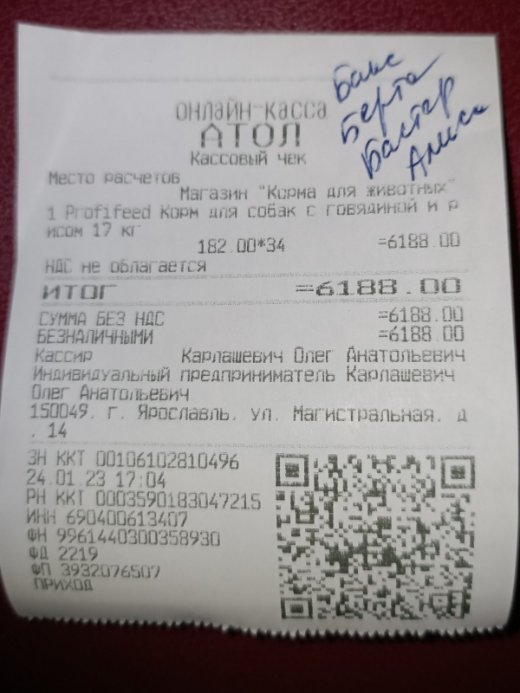 Бакс
Берта
Бастер
Алиса
ОНЛАЙН-КАССА
АТОЛ
Кассовый чек
Место расчетов
Магазин "Корма для животных"
1 Profifeed Корм для собак с говядиной и р
исом 17 кг
182.00*34 =6188.00
НДС не облагается
ИТОГ =6188.00
СУММА БЕЗ НДС =6188.00
БЕЗНАЛИЧНЫМИ =6188.00
Кассир Карлашевич Олег Анатольевич
Индивидуальный предприниматель Карлашевич
Олег Анатольевич
150049. г. Ярославль. ул. Магистральная. д
. 14
ЗН ККТ 00106102810496
24.01.23 17:04
РН ККТ 0003590183047215
ИНН 690400613407
ФН 9961440300358930
ФД 2219
ФП 3932076507
ПРИХОД